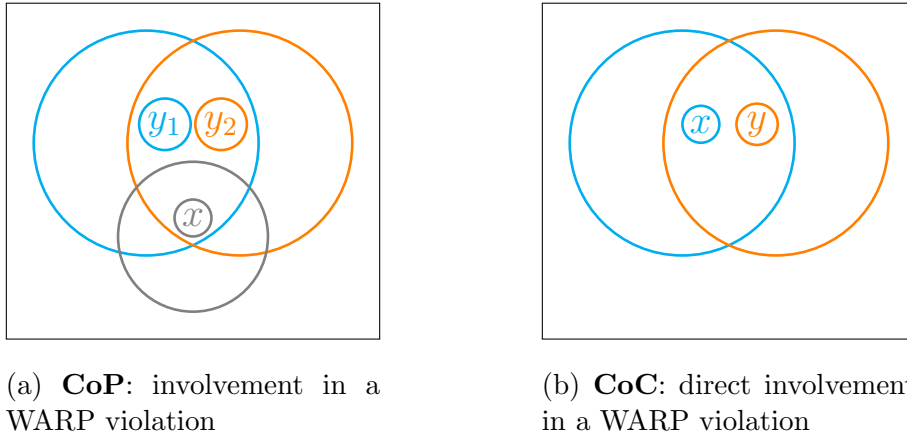 y₁ y₂
x
x y
(a) CoP: involvement in a
WARP violation
(b) CoC: direct involvement
in a WARP violation